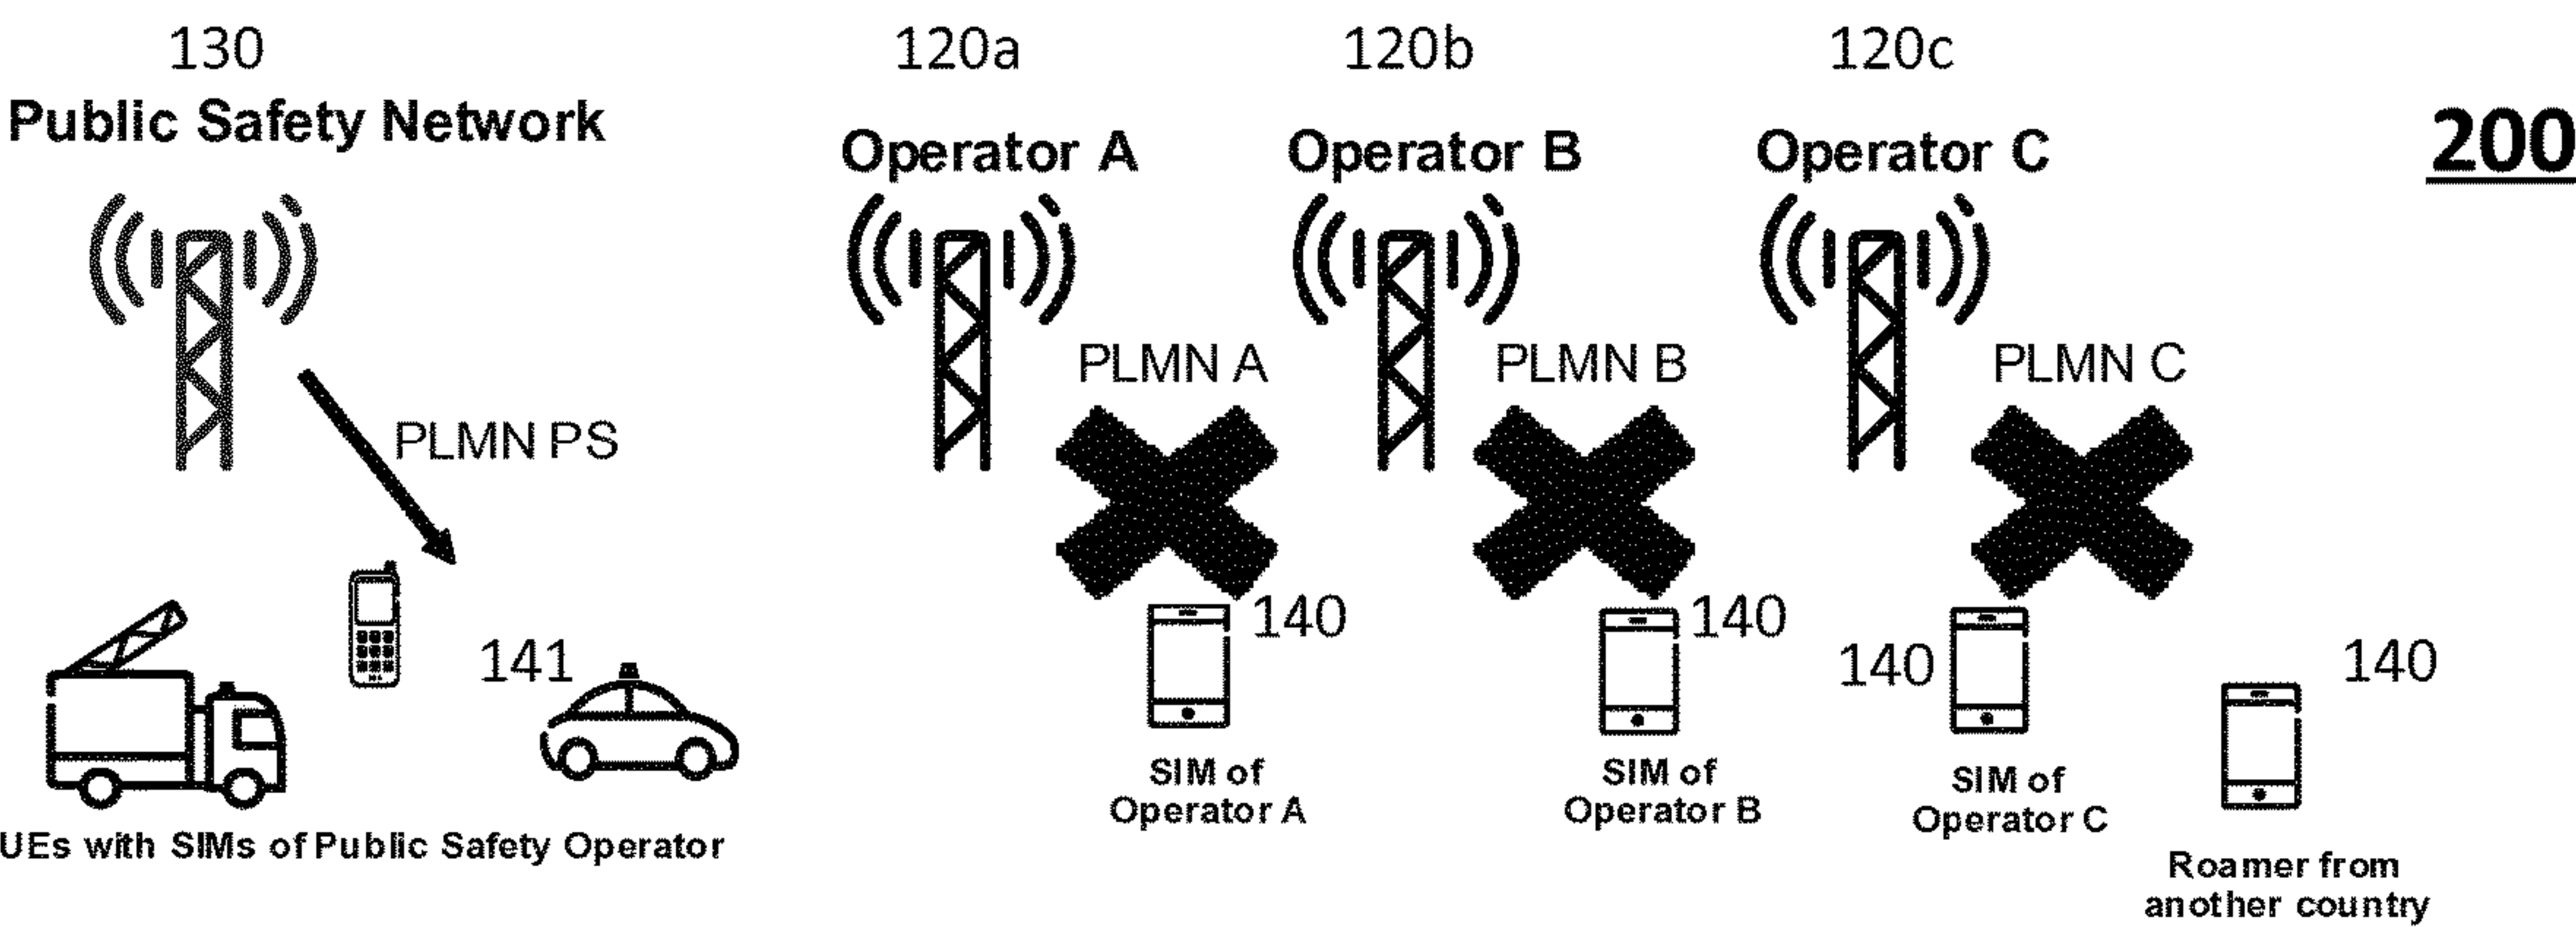 130
Public Safety Network
120a
Operator A
120b
Operator B
120c
Operator C
200
PLMN PS
PLMN A
PLMN B
PLMN C
141
140
140
140
140
UEs with SIMs of Public Safety Operator
SIM of
Operator A
SIM of
Operator B
SIM of
Operator C
Roamer from
another country